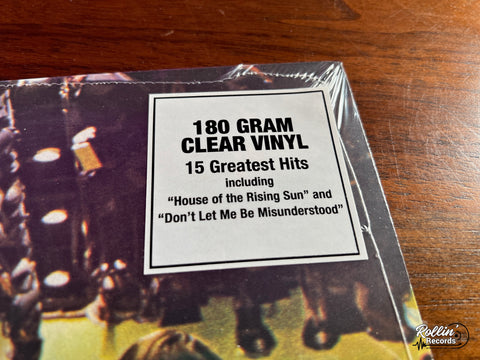 180 GRAM
CLEAR VINYL
15 Greatest Hits
including
“House of the Rising Sun” and
“Don’t Let Me Be Misunderstood”
Rollin’
Records